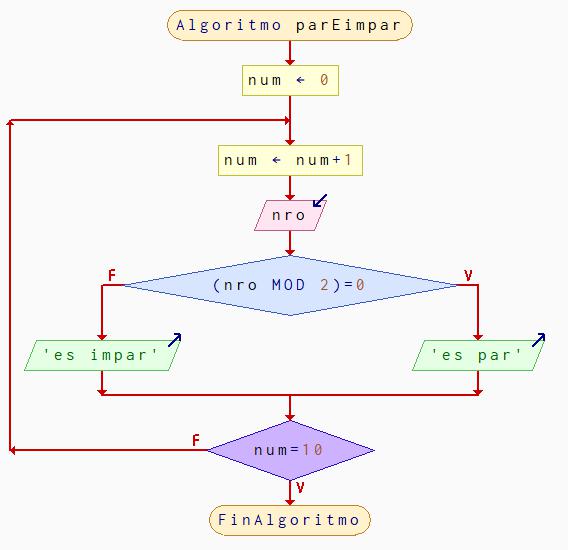 Algoritmo parEimpar
num ← 0
num ← num+1
nro
F
V
(nro MOD 2)=0
'es impar'
'es par'
F
num=10
V
FinAlgoritmo